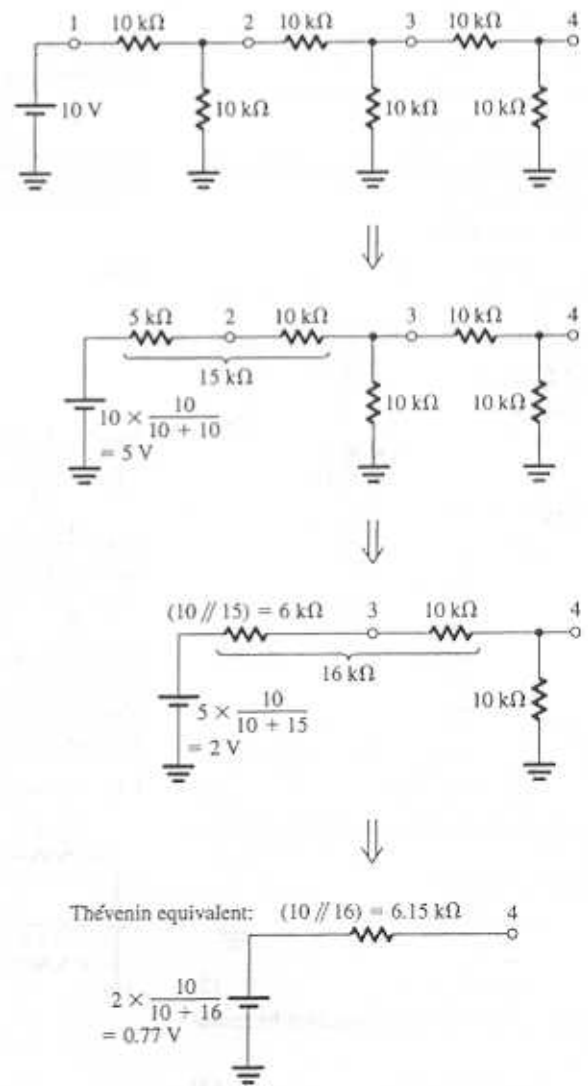 1 10 kΩ 2 10 kΩ 3 10 kΩ 4
10 V 10 kΩ 10 kΩ 10 kΩ
⇓
5 kΩ 2 10 kΩ 3 10 kΩ 4
15 kΩ
10 × 10 / 10 + 10 10 kΩ 10 kΩ
= 5 V
⇓
(10 // 15) = 6 kΩ 3 10 kΩ 4
16 kΩ
5 × 10 / 10 + 15 10 kΩ
= 2 V
⇓
Thévenin equivalent: (10 // 16) = 6.15 kΩ 4
2 × 10 / 10 + 16
= 0.77 V